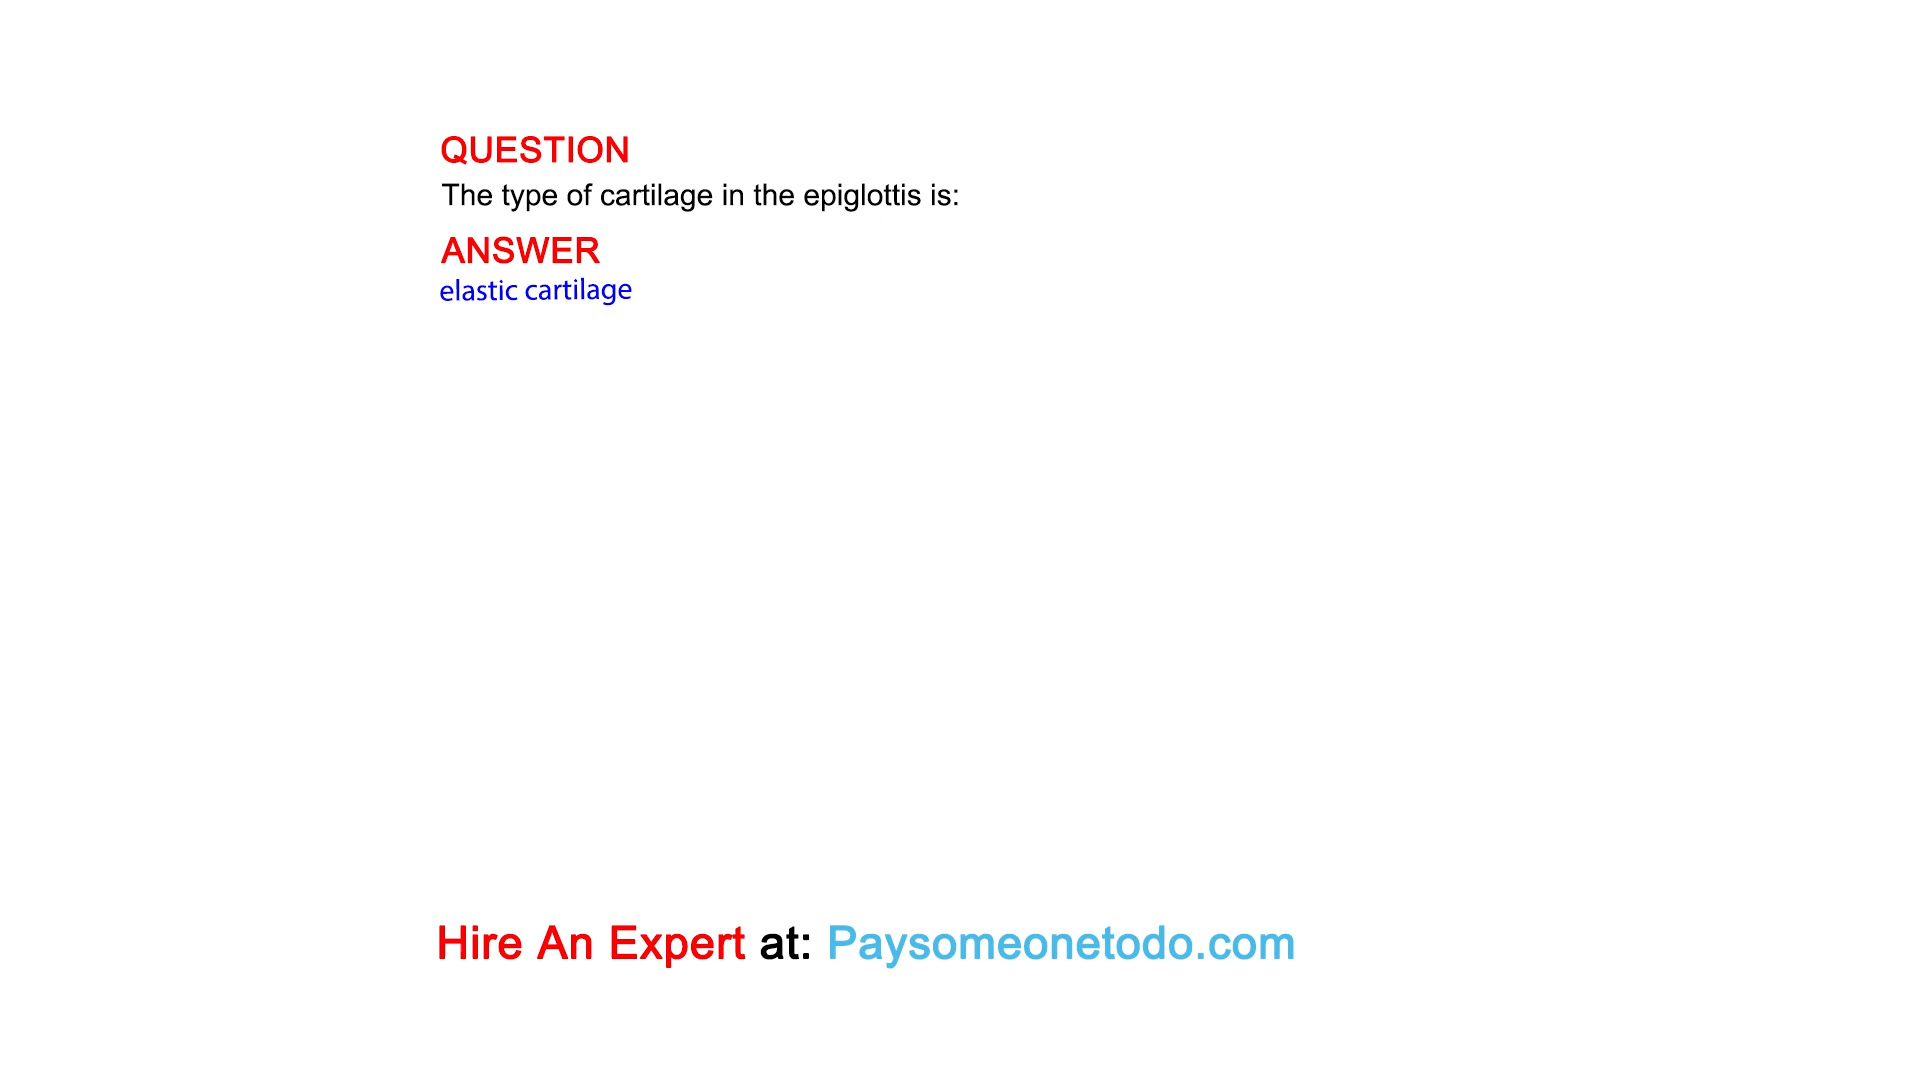 QUESTION
The type of cartilage in the epiglottis is:
ANSWER
elastic cartilage
Hire An Expert at: Paysomeonetodo.com